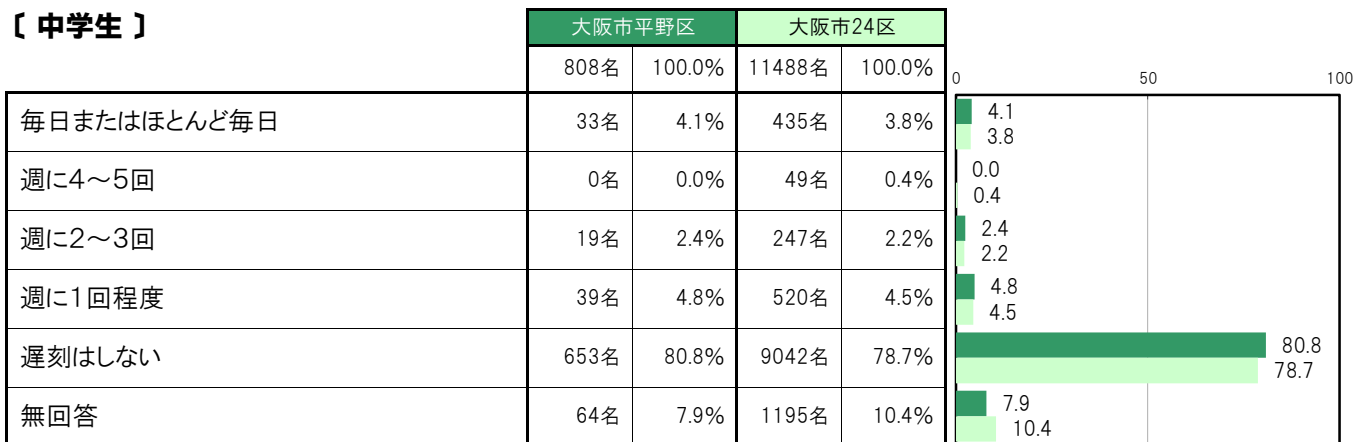 〔 中学生 〕
大阪市平野区 大阪市24区
808名 100.0% 11488名 100.0%
0 50 100
毎日またはほとんど毎日 33名 4.1% 435名 3.8% 4.1
3.8
週に4～5回 0名 0.0% 49名 0.4% 0.0
0.4
週に2～3回 19名 2.4% 247名 2.2% 2.4
2.2
週に1回程度 39名 4.8% 520名 4.5% 4.8
4.5
遅刻はしない 653名 80.8% 9042名 78.7% 80.8
78.7
無回答 64名 7.9% 1195名 10.4% 7.9
10.4